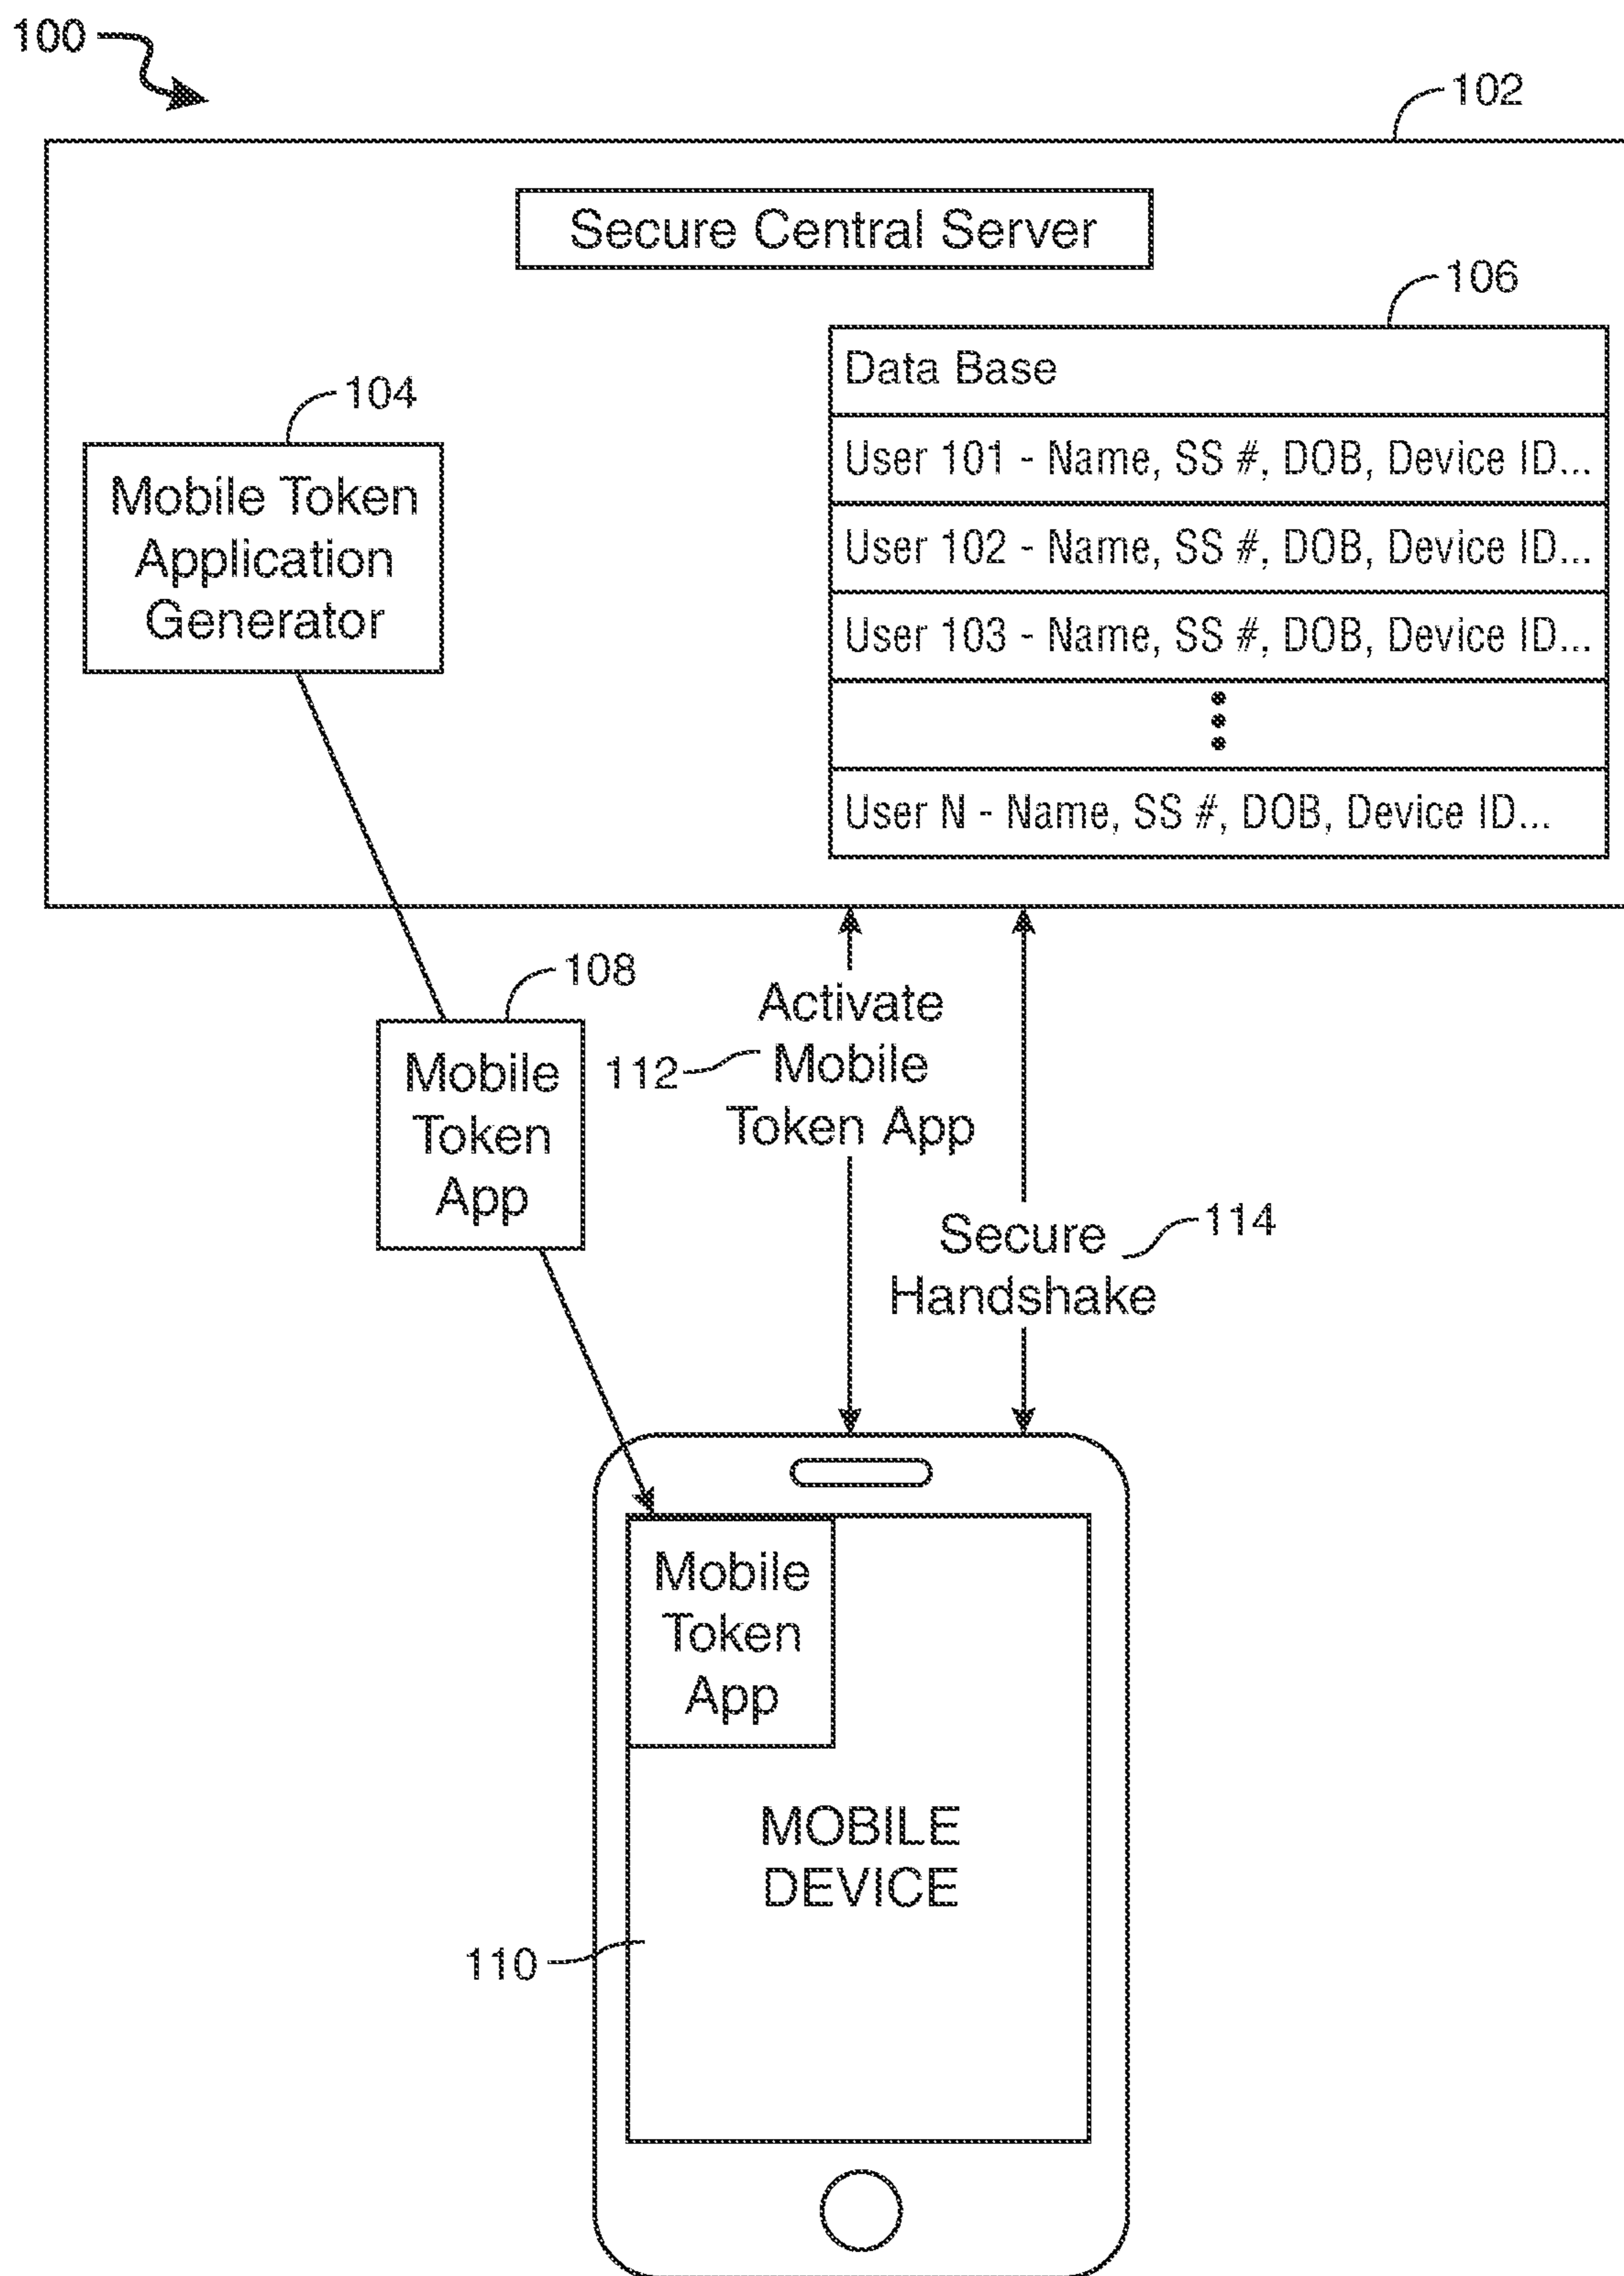 100
102
Secure Central Server
106
Data Base
104
User 101 - Name, SS #, DOB, Device ID...
Mobile Token
Application
Generator
User 102 - Name, SS #, DOB, Device ID...
User 103 - Name, SS #, DOB, Device ID...
User N - Name, SS #, DOB, Device ID...
108
Mobile
Token
App
112
Activate
Mobile
Token App
Secure
Handshake
114
Mobile
Token
App
MOBILE
DEVICE
110